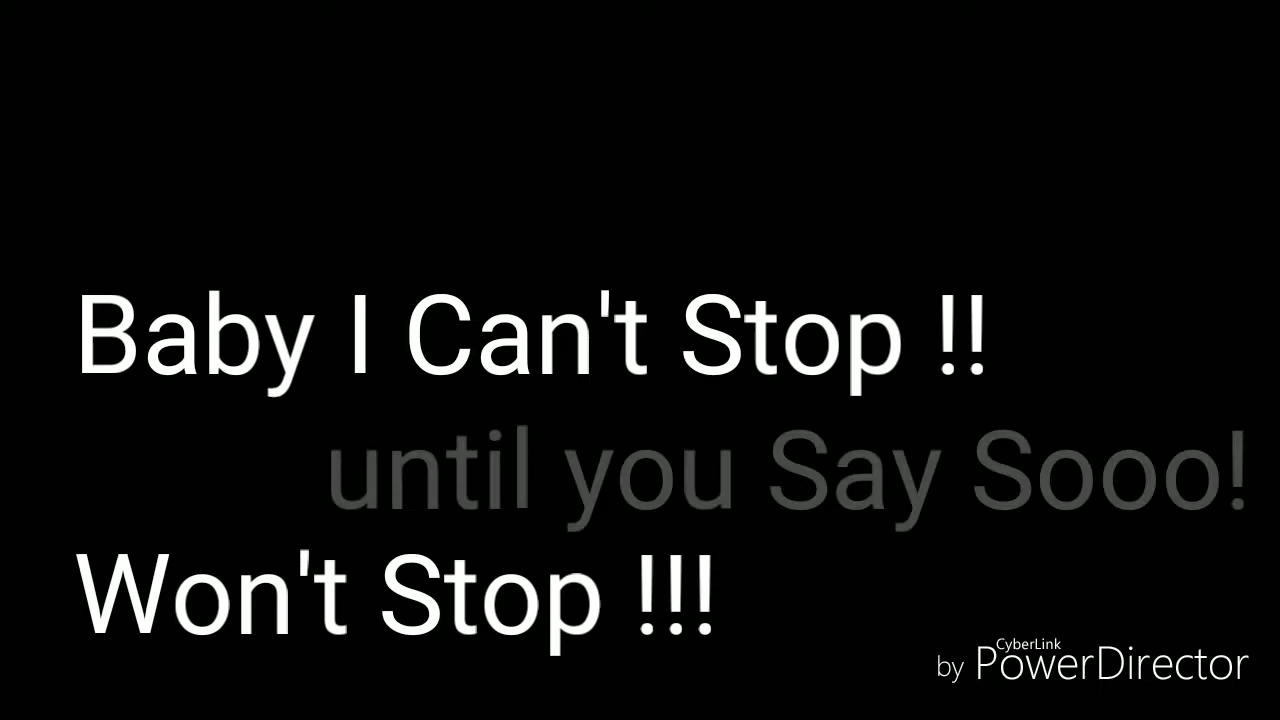 Baby I Can't Stop !!
until you Say Sooo!
Won't Stop !!!
CyberLink
by PowerDirector